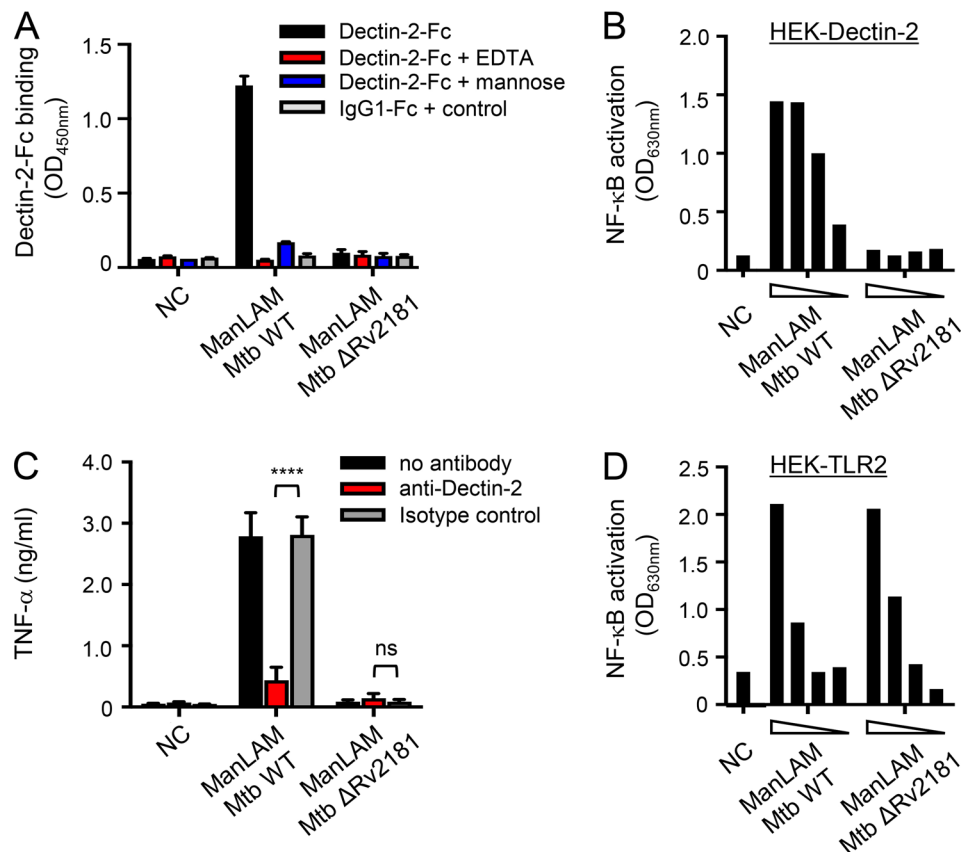 A
Dectin-2-Fc binding
(OD450nm)
1.5
1.0
0.5
0
Dectin-2-Fc
Dectin-2-Fc + EDTA
Dectin-2-Fc + mannose
IgG1-Fc + control
NC
ManLAM
Mtb WT
ManLAM
Mtb ΔRv2181
B
HEK-Dectin-2
NF-κB activation
(OD630nm)
2.0
1.5
1.0
0.5
0
NC
ManLAM
Mtb WT
ManLAM
Mtb ΔRv2181
C
TNF-α (ng/ml)
4.0
3.0
2.0
1.0
0
no antibody
anti-Dectin-2
Isotype control
****
ns
NC
ManLAM
Mtb WT
ManLAM
Mtb ΔRv2181
D
HEK-TLR2
NF-κB activation
(OD630nm)
2.5
2.0
1.5
1.0
0.5
0
NC
ManLAM
Mtb WT
ManLAM
Mtb ΔRv2181